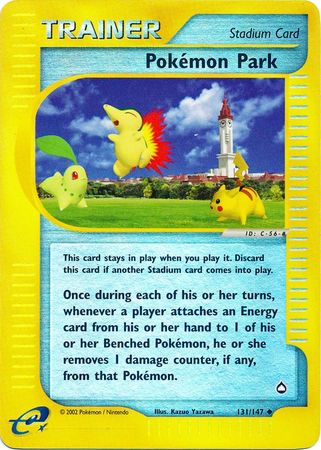 TRAINER
Stadium Card
Pokémon Park
ID: C-56-#
This card stays in play when you play it. Discard
this card if another Stadium card comes into play.
Once during each of his or her turns,
whenever a player attaches an Energy
card from his or her hand to 1 of his
or her Benched Pokémon, he or she
removes 1 damage counter, if any,
from that Pokémon.
e
© 2002 Pokémon / Nintendo
Illus. Kazuo Yazawa
131/147